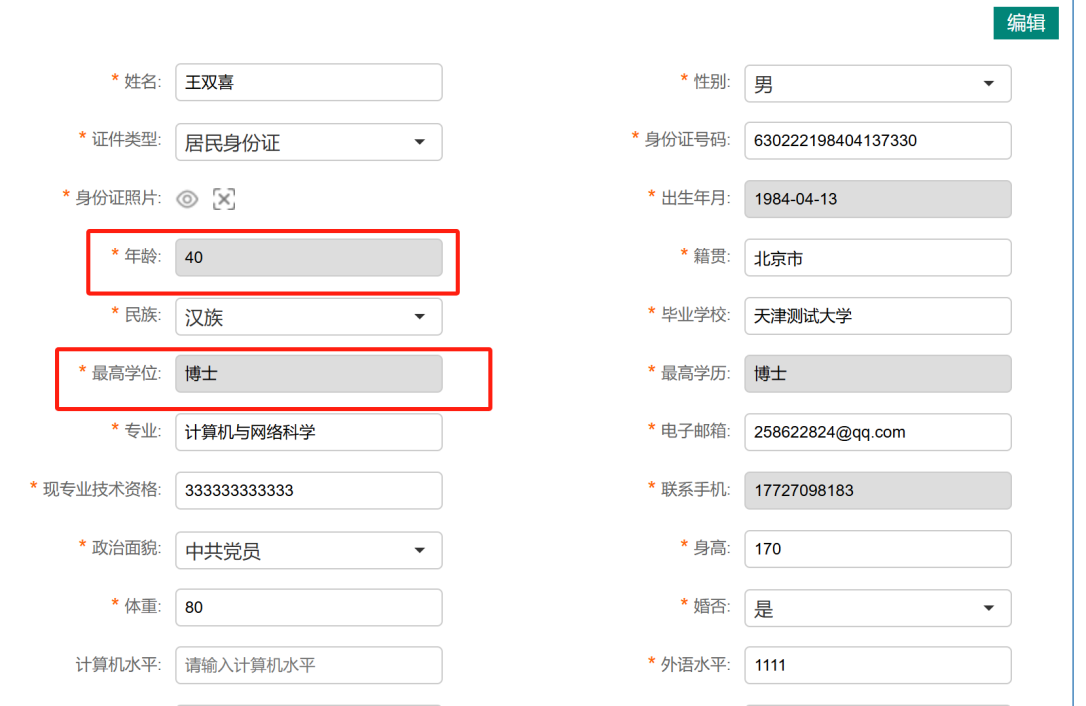 编辑
* 姓名: 王双喜 * 性别: 男
* 证件类型: 居民身份证 * 身份证号码: 630222198404137330
* 身份证照片: * 出生年月: 1984-04-13
* 年龄: 40 * 籍贯: 北京市
* 民族: 汉族 * 毕业学校: 天津测试大学
* 最高学位: 博士 * 最高学历: 博士
* 专业: 计算机与网络科学 * 电子邮箱: 258622824@qq.com
* 现专业技术资格: 333333333333 * 联系手机: 17727098183
* 政治面貌: 中共党员 * 身高: 170
* 体重: 80 * 婚否: 是
计算机水平: 请输入计算机水平 * 外语水平: 1111